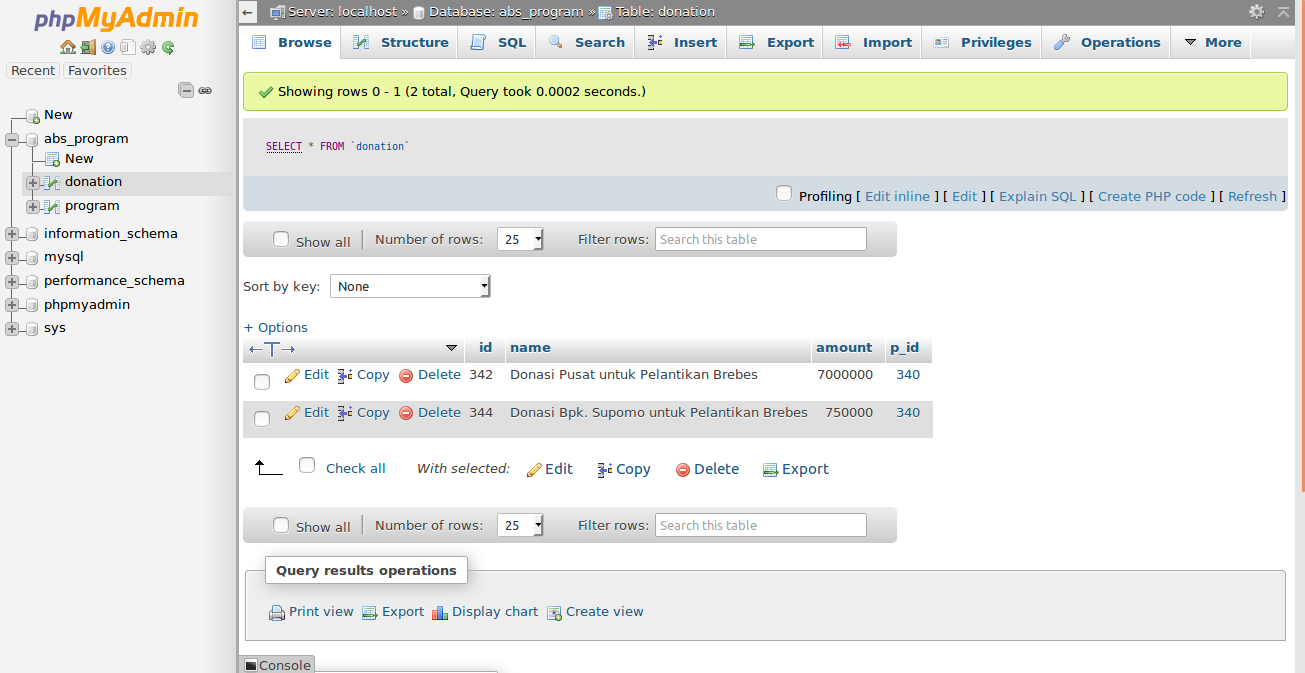 phpMyAdmin
Recent Favorites
New
abs_program
New
donation
program
information_schema
mysql
performance_schema
phpmyadmin
sys
Server: localhost » Database: abs_program » Table: donation
Browse Structure SQL Search Insert Export Import Privileges Operations More
Showing rows 0 - 1 (2 total, Query took 0.0002 seconds.)
SELECT * FROM `donation`
Profiling [ Edit inline ] [ Edit ] [ Explain SQL ] [ Create PHP code ] [ Refresh ]
Show all Number of rows: 25 Filter rows: Search this table
Sort by key: None
+ Options
←T→ id name amount p_id
Edit Copy Delete 342 Donasi Pusat untuk Pelantikan Brebes 7000000 340
Edit Copy Delete 344 Donasi Bpk. Supomo untuk Pelantikan Brebes 750000 340
Check all With selected: Edit Copy Delete Export
Show all Number of rows: 25 Filter rows: Search this table
Query results operations
Print view Export Display chart Create view
Console